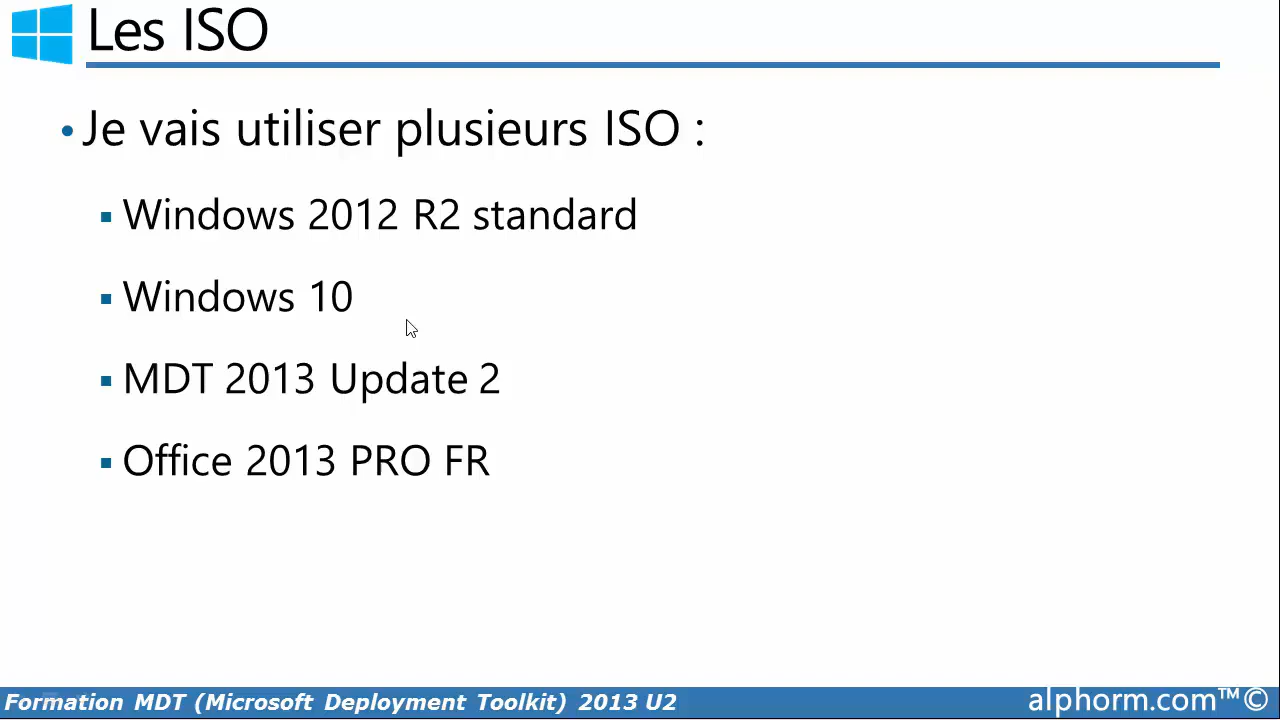 Les ISO
• Je vais utiliser plusieurs ISO :
▪ Windows 2012 R2 standard
▪ Windows 10
▪ MDT 2013 Update 2
▪ Office 2013 PRO FR
Formation MDT (Microsoft Deployment Toolkit) 2013 U2
alphorm.com™©